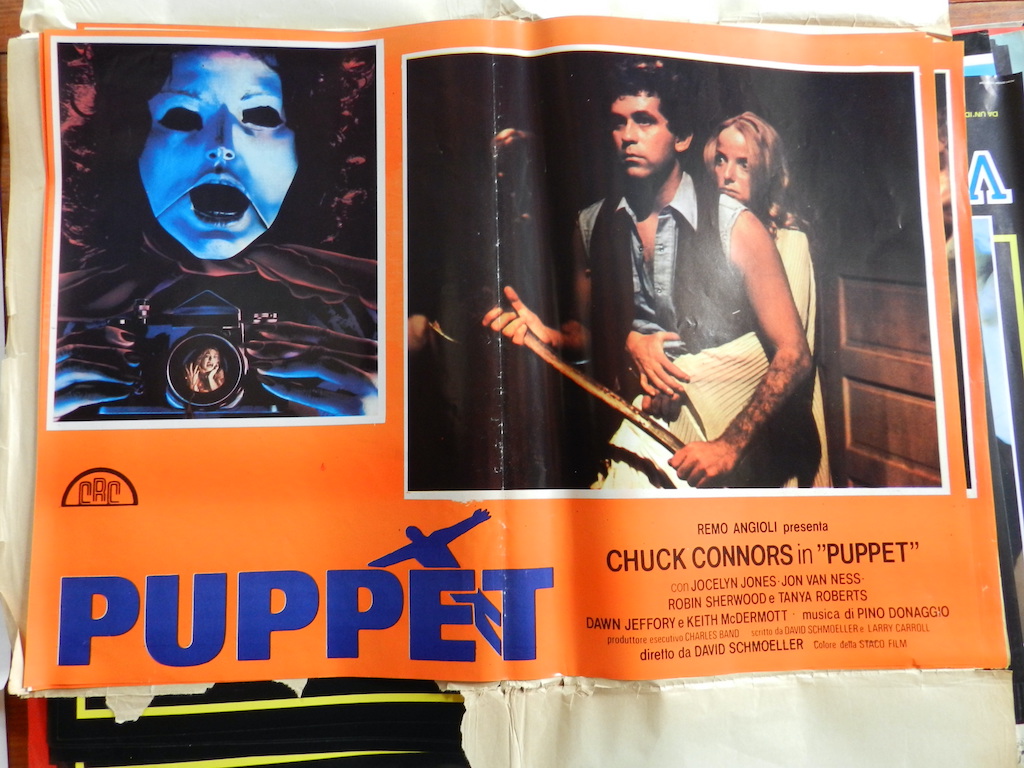 CRC
PUPPET
REMO ANGIOLI presenta
CHUCK CONNORS in "PUPPET"
con JOCELYN JONES · JON VAN NESS ·
ROBIN SHERWOOD e TANYA ROBERTS
DAWN JEFFORY e KEITH McDERMOTT · musica di PINO DONAGGIO
produttore esecutivo CHARLES BAND scritto da DAVID SCHMOELLER e LARRY CARROLL
diretto da DAVID SCHMOELLER Colore della STACO FILM